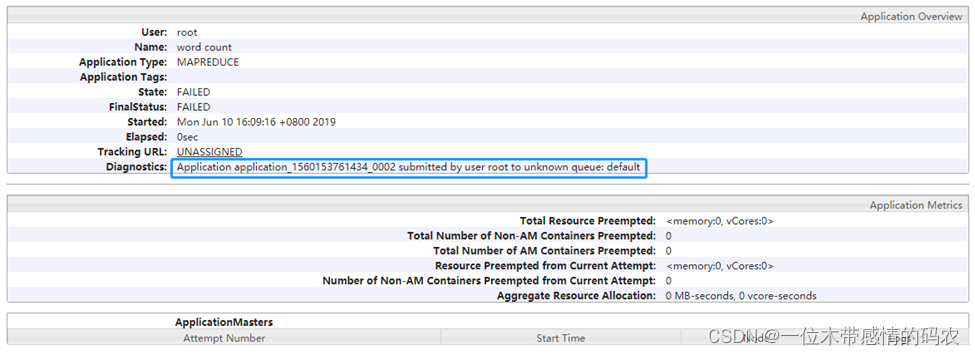 Application Overview
User: root
Name: word count
Application Type: MAPREDUCE
Application Tags:
State: FAILED
FinalStatus: FAILED
Started: Mon Jun 10 16:09:16 +0800 2019
Elapsed: 0sec
Tracking URL: UNASSIGNED
Diagnostics: Application application_1560153761434_0002 submitted by user root to unknown queue: default
Application Metrics
Total Resource Preempted: <memory:0, vCores:0>
Total Number of Non-AM Containers Preempted: 0
Total Number of AM Containers Preempted: 0
Resource Preempted from Current Attempt: <memory:0, vCores:0>
Number of Non-AM Containers Preempted from Current Attempt: 0
Aggregate Resource Allocation: 0 MB-seconds, 0 vcore-seconds
ApplicationMasters
Attempt Number Start Time Node Logs
CSDN @一位木带感情的码农